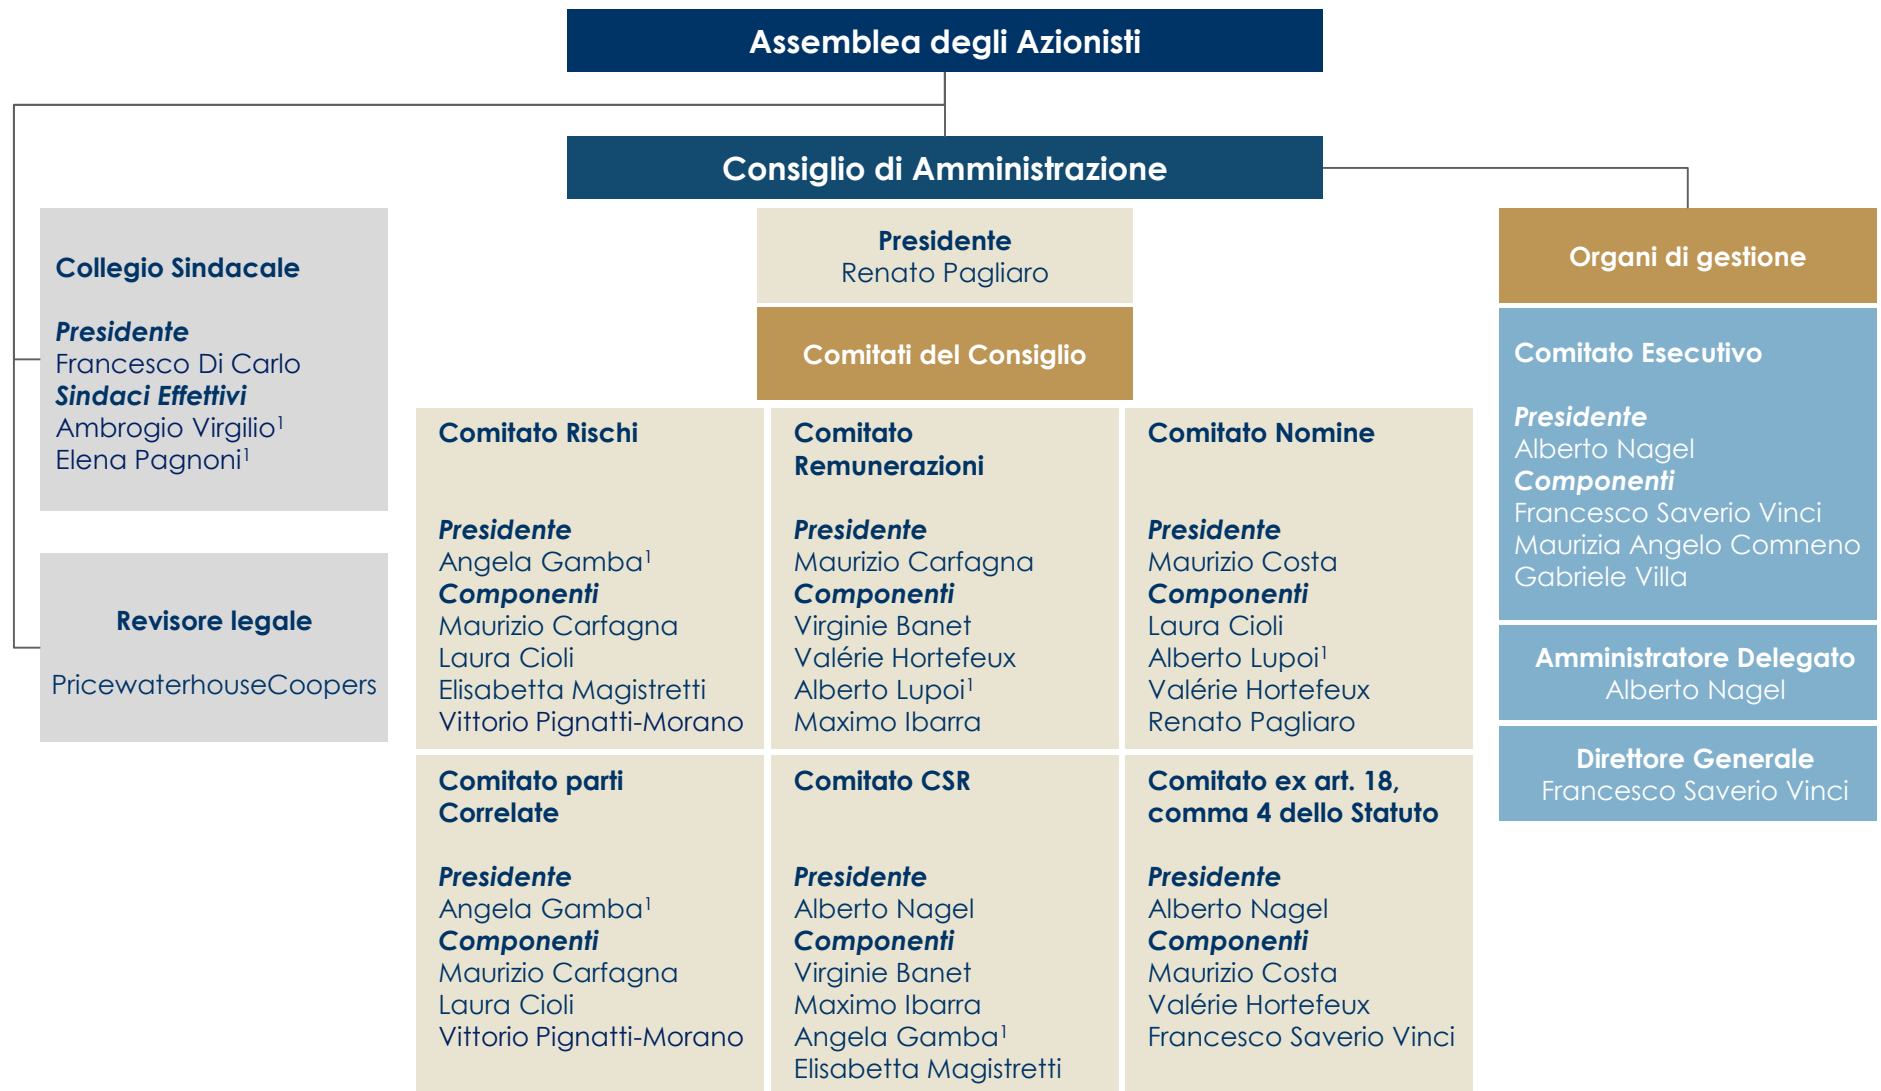 Assemblea degli Azionisti
Consiglio di Amministrazione
Collegio Sindacale
Presidente
Francesco Di Carlo
Sindaci Effettivi
Ambrogio Virgilio¹
Elena Pagnoni¹
Revisore legale
PricewaterhouseCoopers
Presidente
Renato Pagliaro
Comitati del Consiglio
Comitato Rischi
Presidente
Angela Gamba¹
Componenti
Maurizio Carfagna
Laura Cioli
Elisabetta Magistretti
Vittorio Pignatti-Morano
Comitato
Remunerazioni
Presidente
Maurizio Carfagna
Componenti
Virginie Banet
Valérie Hortefeux
Alberto Lupoi¹
Maximo Ibarra
Comitato Nomine
Presidente
Maurizio Costa
Componenti
Laura Cioli
Alberto Lupoi¹
Valérie Hortefeux
Renato Pagliaro
Comitato parti
Correlate
Presidente
Angela Gamba¹
Componenti
Maurizio Carfagna
Laura Cioli
Vittorio Pignatti-Morano
Comitato CSR
Presidente
Alberto Nagel
Componenti
Virginie Banet
Maximo Ibarra
Angela Gamba¹
Elisabetta Magistretti
Comitato ex art. 18,
comma 4 dello Statuto
Presidente
Alberto Nagel
Componenti
Maurizio Costa
Valérie Hortefeux
Francesco Saverio Vinci
Organi di gestione
Comitato Esecutivo
Presidente
Alberto Nagel
Componenti
Francesco Saverio Vinci
Maurizia Angelo Comneno
Gabriele Villa
Amministratore Delegato
Alberto Nagel
Direttore Generale
Francesco Saverio Vinci